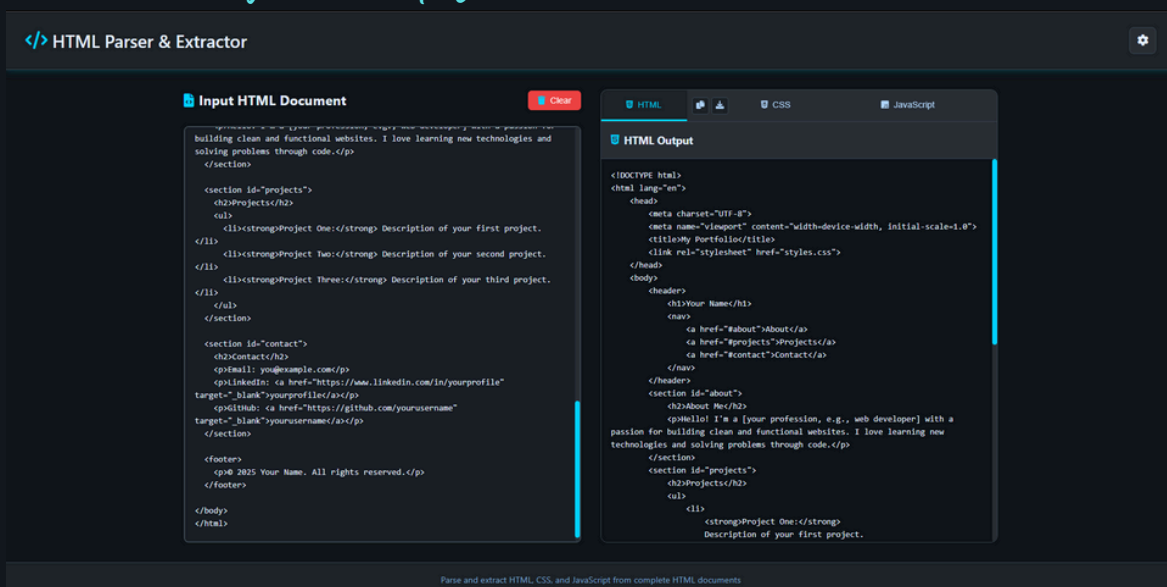 </> HTML Parser & Extractor
Input HTML Document
Clear
building clean and functional websites. I love learning new technologies and
solving problems through code.</p>
  </section>
  <section id="projects">
    <h2>Projects</h2>
    <ul>
      <li><strong>Project One:</strong> Description of your first project.
</li>
      <li><strong>Project Two:</strong> Description of your second project.
</li>
      <li><strong>Project Three:</strong> Description of your third project.
</li>
    </ul>
  </section>
  <section id="contact">
    <h2>Contact</h2>
    <p>Email: you@example.com</p>
    <p>LinkedIn: <a href="https://www.linkedin.com/in/yourprofile"
target="_blank">yourprofile</a></p>
    <p>GitHub: <a href="https://github.com/yourusername"
target="_blank">yourusername</a></p>
  </section>
  <footer>
    <p>© 2025 Your Name. All rights reserved.</p>
  </footer>
</body>
</html>
HTML
CSS
JavaScript
HTML Output
<!DOCTYPE html>
<html lang="en">
    <head>
        <meta charset="UTF-8">
        <meta name="viewport" content="width=device-width, initial-scale=1.0">
        <title>My Portfolio</title>
        <link rel="stylesheet" href="styles.css">
    </head>
    <body>
        <header>
            <h1>Your Name</h1>
            <nav>
                <a href="#about">About</a>
                <a href="#projects">Projects</a>
                <a href="#contact">Contact</a>
            </nav>
        </header>
        <section id="about">
            <h2>About Me</h2>
            <p>Hello! I'm a [your profession, e.g., web developer] with a
passion for building clean and functional websites. I love learning new
technologies and solving problems through code.</p>
        </section>
        <section id="projects">
            <h2>Projects</h2>
            <ul>
                <li>
                    <strong>Project One:</strong>
                    Description of your first project.
Parse and extract HTML, CSS, and JavaScript from complete HTML documents